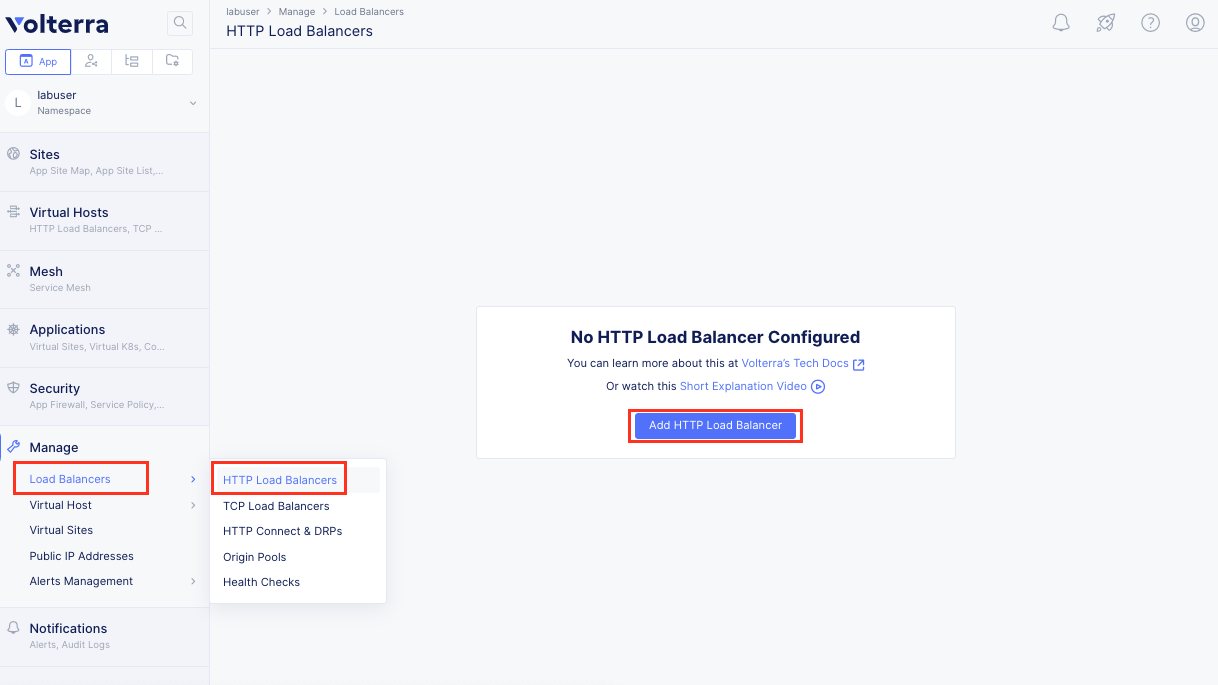 Volterra
App
L
labuser
Namespace
Sites
App Site Map, App Site List,...
Virtual Hosts
HTTP Load Balancers, TCP ...
Mesh
Service Mesh
Applications
Virtual Sites, Virtual K8s, Co...
Security
App Firewall, Service Policy,...
Manage
Load Balancers
Virtual Host
Virtual Sites
Public IP Addresses
Alerts Management
Notifications
Alerts, Audit Logs
HTTP Load Balancers
TCP Load Balancers
HTTP Connect & DRPs
Origin Pools
Health Checks
labuser > Manage > Load Balancers
HTTP Load Balancers
No HTTP Load Balancer Configured
You can learn more about this at Volterra's Tech Docs
Or watch this Short Explanation Video
Add HTTP Load Balancer